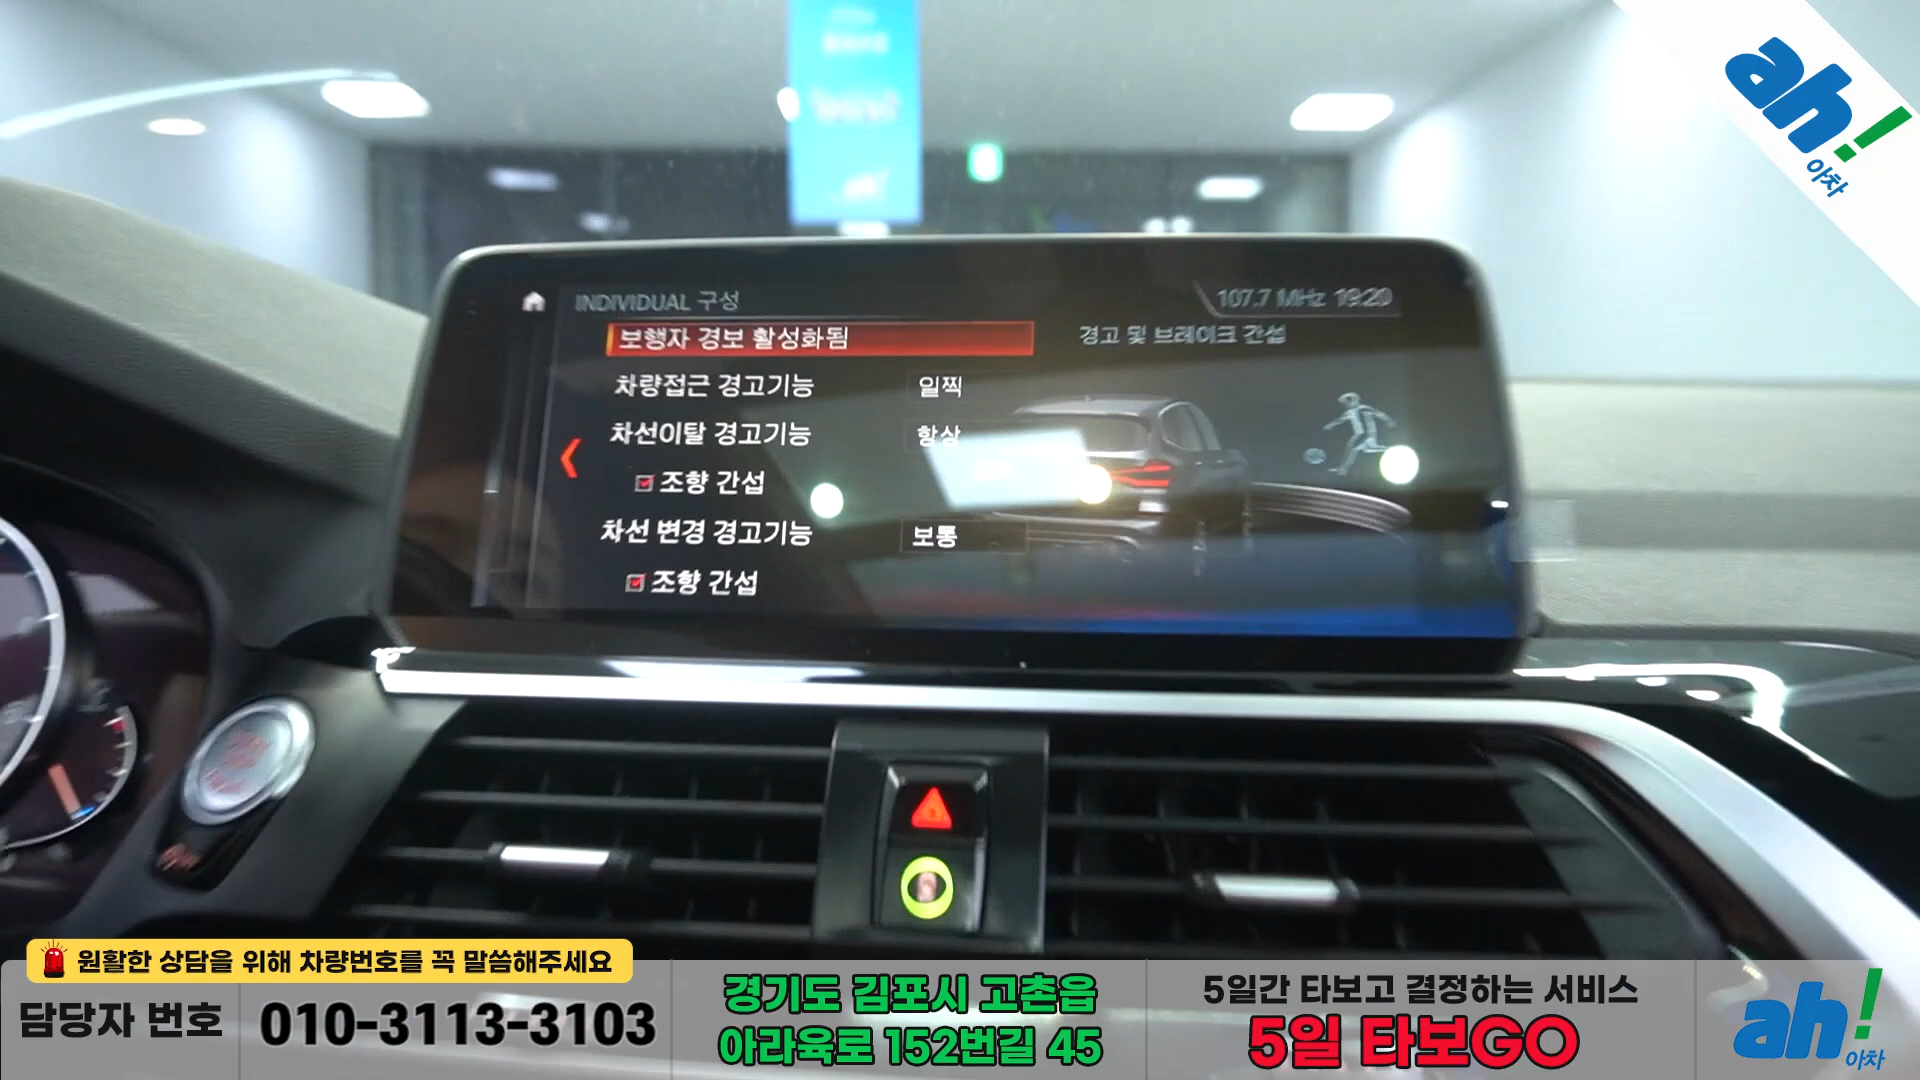 ah!
아차
INDIVIDUAL 구성
107.7 MHz 19:20
보행자 경보 활성화됨
경고 및 브레이크 간섭
차량접근 경고기능 일찍
차선이탈 경고기능 항상
조향 간섭
차선 변경 경고기능 보통
조향 간섭
원활한 상담을 위해 차량번호를 꼭 말씀해주세요
담당자 번호
010-3113-3103
경기도 김포시 고촌읍
아라육로 152번길 45
5일간 타보고 결정하는 서비스
5일 타보GO
ah!
아차